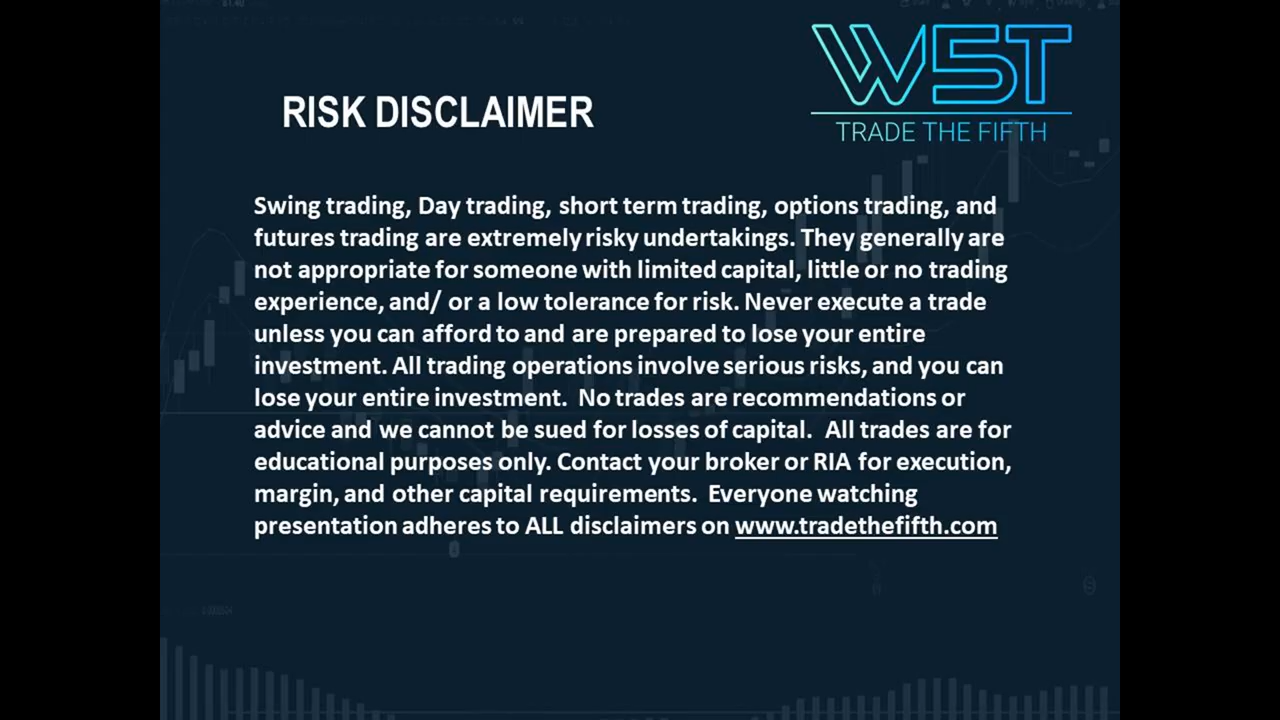 W5T
TRADE THE FIFTH
RISK DISCLAIMER
Swing trading, Day trading, short term trading, options trading, and
futures trading are extremely risky undertakings. They generally are
not appropriate for someone with limited capital, little or no trading
experience, and/ or a low tolerance for risk. Never execute a trade
unless you can afford to and are prepared to lose your entire
investment. All trading operations involve serious risks, and you can
lose your entire investment.  No trades are recommendations or
advice and we cannot be sued for losses of capital.  All trades are for
educational purposes only. Contact your broker or RIA for execution,
margin, and other capital requirements.  Everyone watching
presentation adheres to ALL disclaimers on www.tradethefifth.com